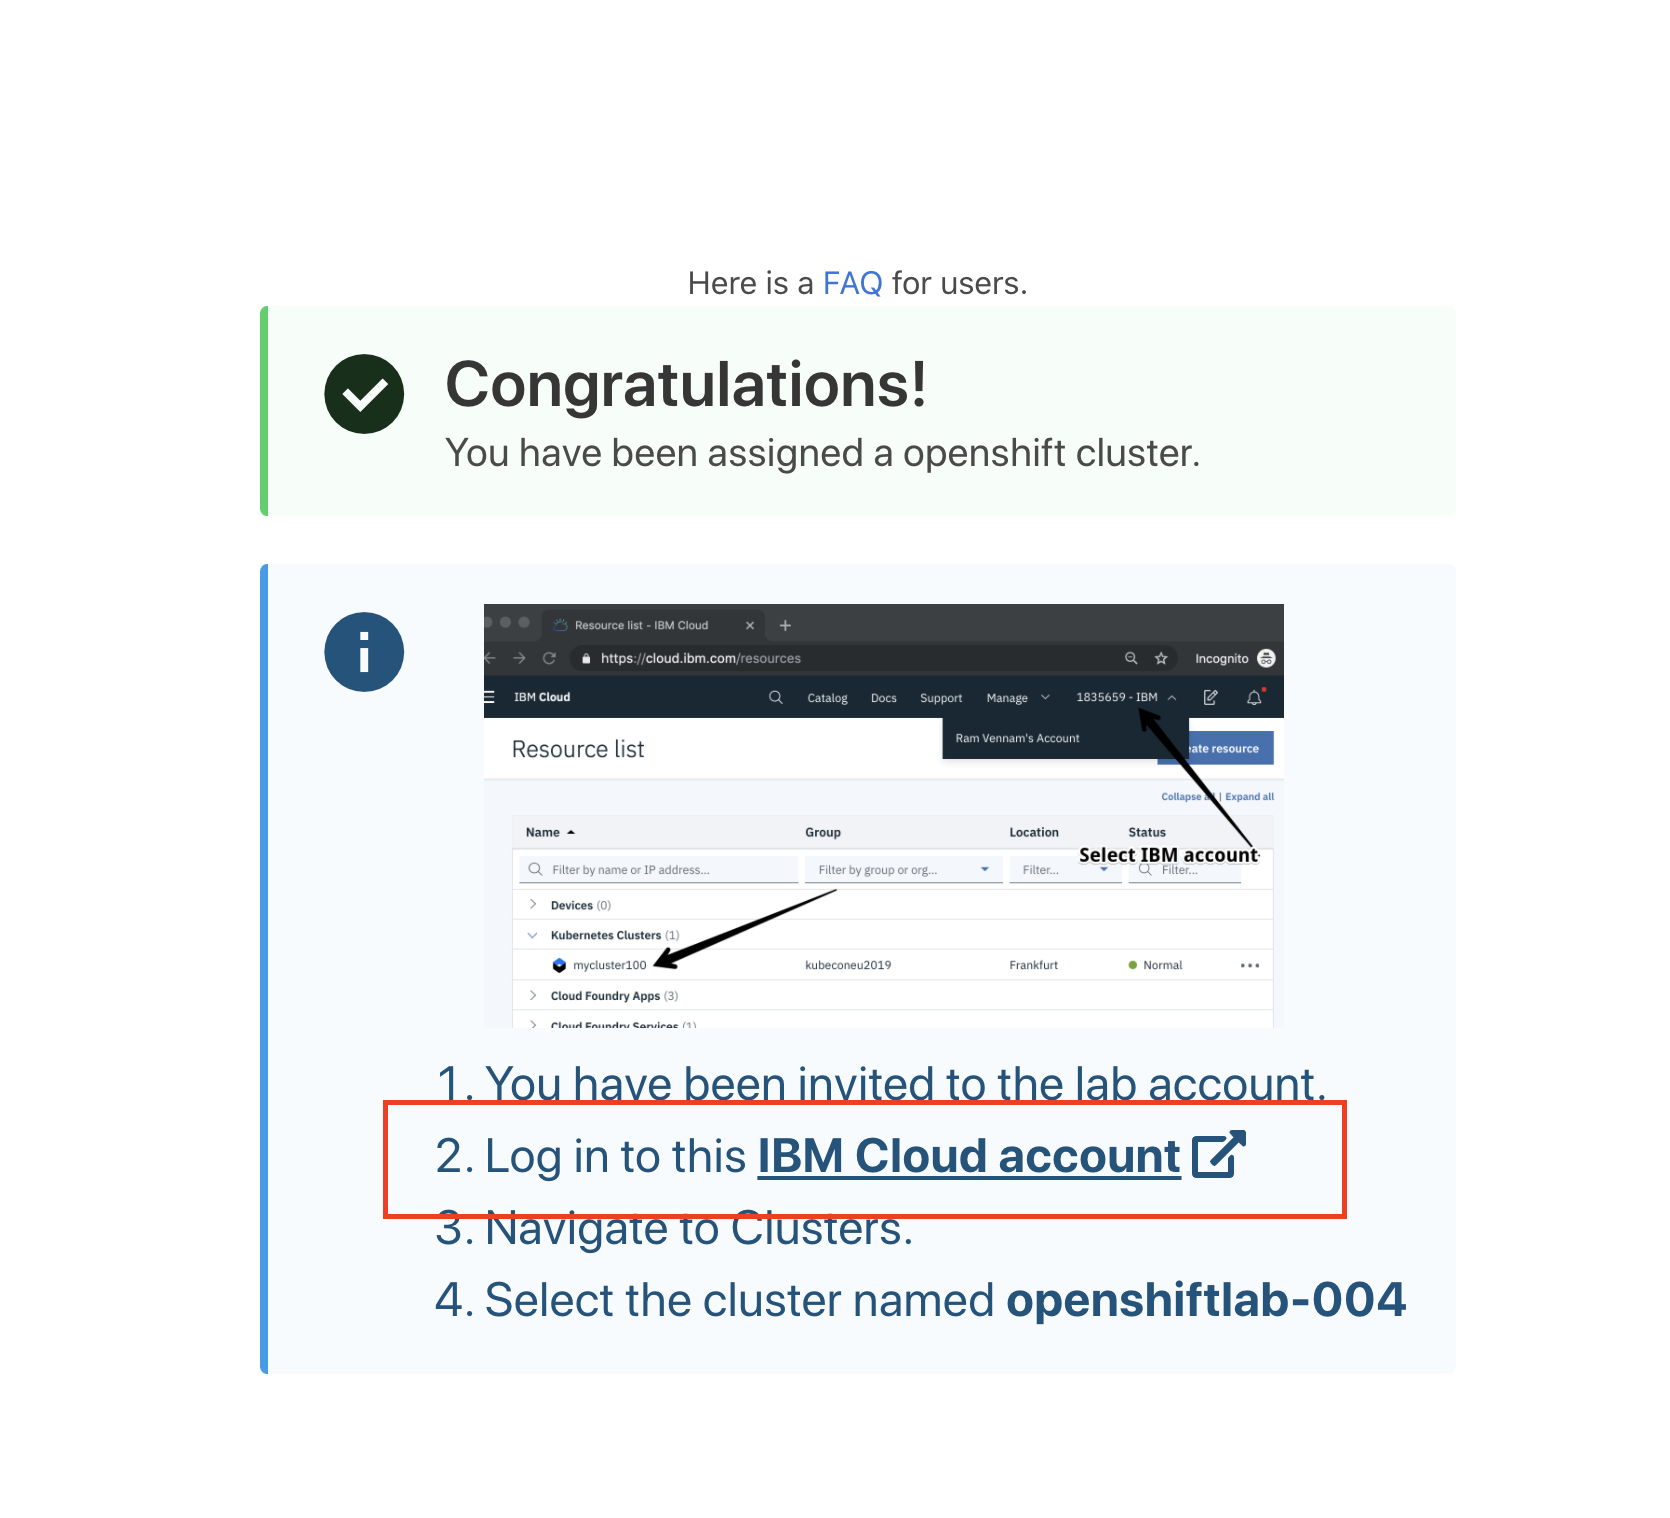 Here is a FAQ for users.
Congratulations!
You have been assigned a openshift cluster.
Resource list - IBM Cloud
https://cloud.ibm.com/resources
Incognito
IBM Cloud
Catalog
Docs
Support
Manage
1835659 - IBM
Ram Vennam's Account
Resource list
eate resource
Collapse all | Expand all
Name
Group
Location
Status
Select IBM account
Filter by name or IP address...
Filter by group or org...
Filter...
Filter...
Devices (0)
Kubernetes Clusters (1)
mycluster100
kubeconeu2019
Frankfurt
Normal
Cloud Foundry Apps (3)
Cloud Foundry Services (1)
1. You have been invited to the lab account.
2. Log in to this IBM Cloud account
3. Navigate to Clusters.
4. Select the cluster named openshiftlab-004